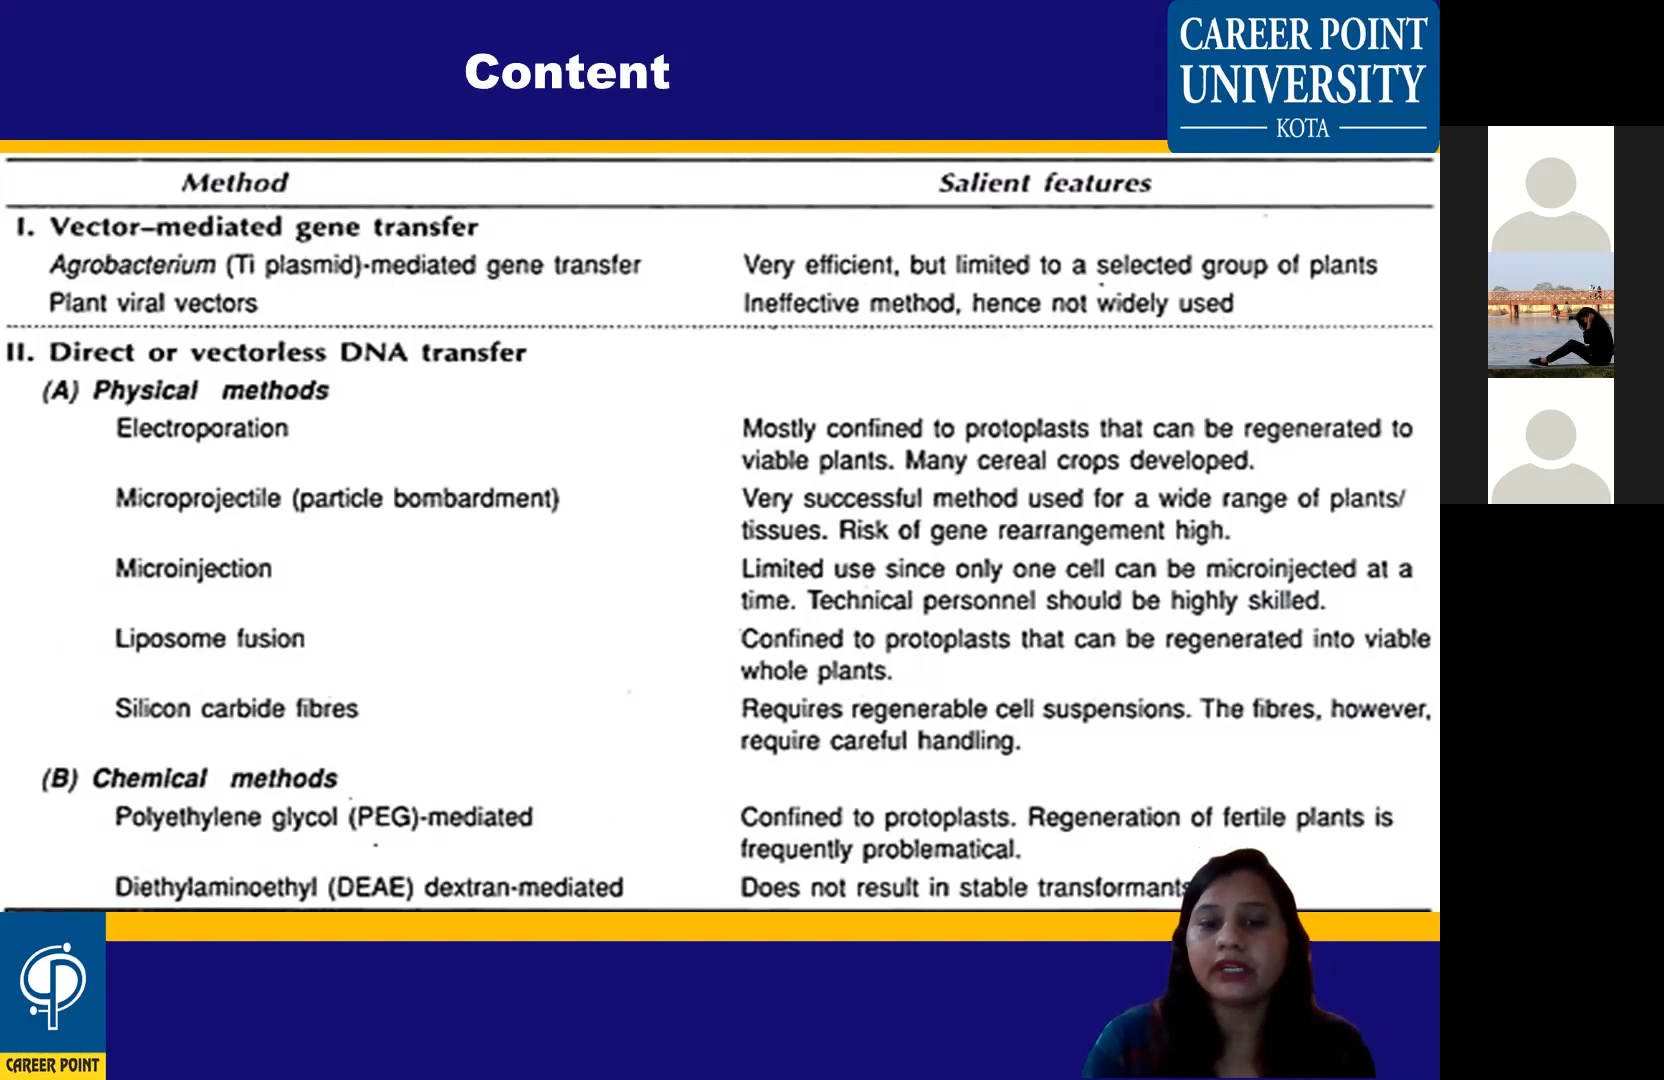 Content
CAREER POINT
UNIVERSITY
KOTA
Method Salient features
I. Vector–mediated gene transfer
Agrobacterium (Ti plasmid)-mediated gene transfer Very efficient, but limited to a selected group of plants
Plant viral vectors Ineffective method, hence not widely used
II. Direct or vectorless DNA transfer
(A) Physical methods
Electroporation Mostly confined to protoplasts that can be regenerated to
viable plants. Many cereal crops developed.
Microprojectile (particle bombardment) Very successful method used for a wide range of plants/
tissues. Risk of gene rearrangement high.
Microinjection Limited use since only one cell can be microinjected at a
time. Technical personnel should be highly skilled.
Liposome fusion Confined to protoplasts that can be regenerated into viable
whole plants.
Silicon carbide fibres Requires regenerable cell suspensions. The fibres, however,
require careful handling.
(B) Chemical methods
Polyethylene glycol (PEG)-mediated Confined to protoplasts. Regeneration of fertile plants is
frequently problematical.
Diethylaminoethyl (DEAE) dextran-mediated Does not result in stable transformants
CAREER POINT